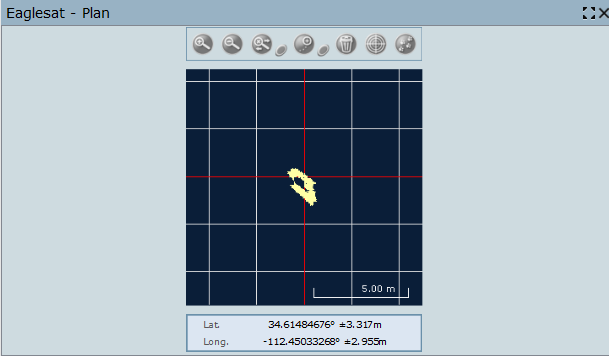 Eaglesat - Plan
5.00 m
Lat. 34.61484676° ±3.317m
Long. -112.45033268° ±2.955m